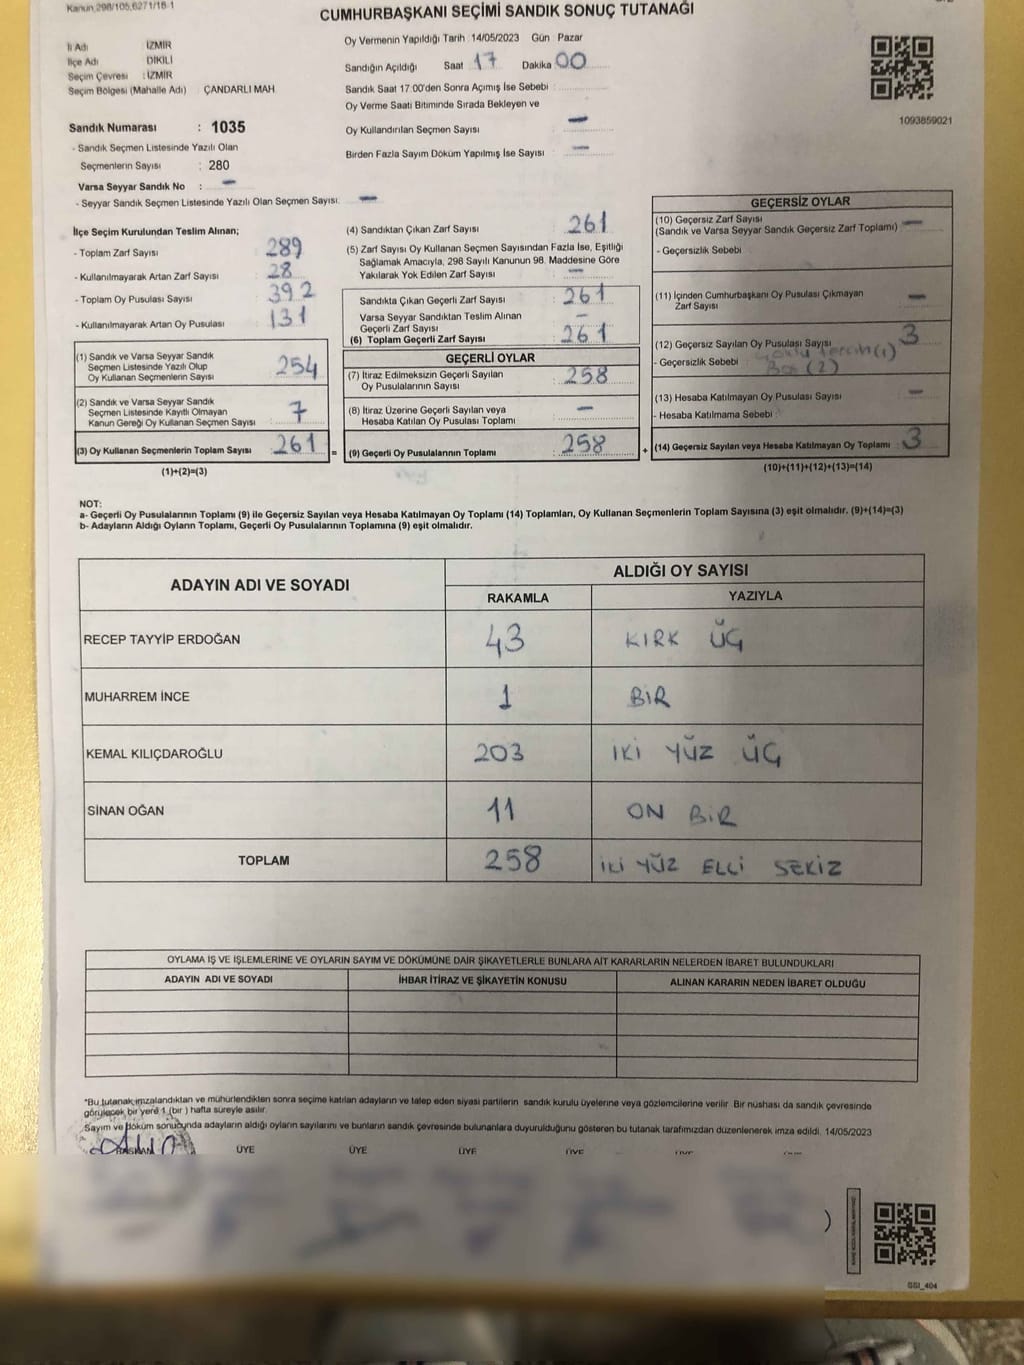 Kanun 298/105,6271/18 1
CUMHURBAŞKANI SEÇİMİ SANDIK SONUÇ TUTANAĞI
İl Adı İZMİR
İlçe Adı DİKİLİ
Seçim Çevresi : İZMİR
Seçim Bölgesi (Mahalle Adı) ÇANDARLI MAH.
Sandık Numarası : 1035
- Sandık Seçmen Listesinde Yazılı Olan
Seçmenlerin Sayısı : 280
Varsa Seyyar Sandık No : –
- Seyyar Sandık Seçmen Listesinde Yazılı Olan Seçmen Sayısı: –
Oy Vermenin Yapıldığı Tarih : 14/05/2023 Gün : Pazar
Sandığın Açıldığı Saat 17 Dakika 00
Sandık Saat 17.00'den Sonra Açımış İse Sebebi :
Oy Verme Saati Bitiminde Sırada Bekleyen ve
Oy Kullandırılan Seçmen Sayısı –
Birden Fazla Sayım Döküm Yapılmış İse Sayısı : –
1093859021
İlçe Seçim Kurulundan Teslim Alınan;
- Toplam Zarf Sayısı : 289
- Kullanılmayarak Artan Zarf Sayısı : 28
- Toplam Oy Pusulası Sayısı : 392
- Kullanılmayarak Artan Oy Pusulası : 131
(1) Sandık ve Varsa Seyyar Sandık
Seçmen Listesinde Yazılı Olup
Oy Kullanan Seçmenlerin Sayısı : 254
(2) Sandık ve Varsa Seyyar Sandık
Seçmen Listesinde Kayıtlı Olmayan
Kanun Gereği Oy Kullanan Seçmen Sayısı : 7
(3) Oy Kullanan Seçmenlerin Toplam Sayısı : 261
(1)+(2)=(3)
(4) Sandıktan Çıkan Zarf Sayısı : 261
(5) Zarf Sayısı Oy Kullanan Seçmen Sayısından Fazla İse, Eşitliği
Sağlamak Amacıyla, 298 Sayılı Kanunun 98. Maddesine Göre
Yakılarak Yok Edilen Zarf Sayısı : –
Sandıkta Çıkan Geçerli Zarf Sayısı : 261
Varsa Seyyar Sandıktan Teslim Alınan
Geçerli Zarf Sayısı : –
(6) Toplam Geçerli Zarf Sayısı : 261
GEÇERLİ OYLAR
(7) İtiraz Edilmeksizin Geçerli Sayılan
Oy Pusulalarının Sayısı : 258
(8) İtiraz Üzerine Geçerli Sayılan veya
Hesaba Katılan Oy Pusulası Toplamı : –
= (9) Geçerli Oy Pusulalarının Toplamı : 258
GEÇERSİZ OYLAR
(10) Geçersiz Zarf Sayısı
(Sandık ve Varsa Seyyar Sandık Geçersiz Zarf Toplamı) –
- Geçersizlik Sebebi :
(11) İçinden Cumhurbaşkanı Oy Pusulası Çıkmayan
Zarf Sayısı : –
(12) Geçersiz Sayılan Oy Pusulası Sayısı : 3
- Geçersizlik Sebebi : Çoklu Tercih (1)
Boş (2)
(13) Hesaba Katılmayan Oy Pusulası Sayısı : –
- Hesaba Katılmama Sebebi :
+ (14) Geçersiz Sayılan veya Hesaba Katılmayan Oy Toplamı : 3
(10)+(11)+(12)+(13)=(14)
NOT:
a- Geçerli Oy Pusulalarının Toplamı (9) ile Geçersiz Sayılan veya Hesaba Katılmayan Oy Toplamı (14) Toplamları, Oy Kullanan Seçmenlerin Toplam Sayısına (3) eşit olmalıdır. (9)+(14)=(3)
b- Adayların Aldığı Oyların Toplamı, Geçerli Oy Pusulalarının Toplamına (9) eşit olmalıdır.
ADAYIN ADI VE SOYADI ALDIĞI OY SAYISI
RAKAMLA YAZIYLA
RECEP TAYYİP ERDOĞAN 43 KIRK ÜÇ
MUHARREM İNCE 1 BİR
KEMAL KILIÇDAROĞLU 203 İKİ YÜZ ÜÇ
SİNAN OĞAN 11 ON BİR
TOPLAM 258 İKİ YÜZ ELLİ SEKİZ
OYLAMA İŞ VE İŞLEMLERİNE VE OYLARIN SAYIM VE DÖKÜMÜNE DAİR ŞİKAYETLERLE BUNLARA AİT KARARLARIN NELERDEN İBARET BULUNDUKLARI
ADAYIN ADI VE SOYADI İHBAR İTİRAZ VE ŞİKAYETİN KONUSU ALINAN KARARIN NEDEN İBARET OLDUĞU
*Bu tutanak,imzalandıktan ve mühürlendikten sonra seçime katılan adayların ve talep eden siyasi partilerin sandık kurulu üyelerine veya gözlemcilerine verilir. Bir nüshası da sandık çevresinde
görülecek bir yere 1 (bir ) hafta süreyle asılır.
Sayım ve döküm sonucunda adayların aldığı oyların sayılarını ve bunların sandık çevresinde bulunanlara duyurulduğunu gösteren bu tutanak tarafımızdan düzenlenerek imza edildi. 14/05/2023
BAŞKAN ÜYE ÜYE ÜYE ÜYE
)
GSI_404